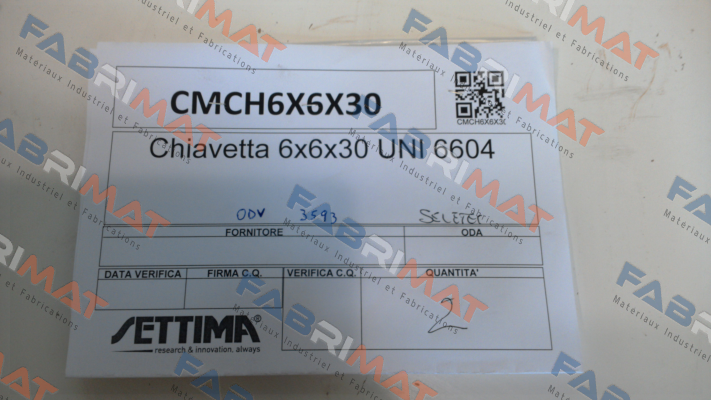 CMCH6X6X30
CMCH6X6X30
Chiavetta 6x6x30 UNI 6604
ODV 3593
FORNITORE
ODA
DATA VERIFICA
FIRMA C.Q.
VERIFICA C.Q.
QUANTITA'
2
SETTIMA
research & innovation, always
FABRIMAT
Materiaux Industriel et Fabrications